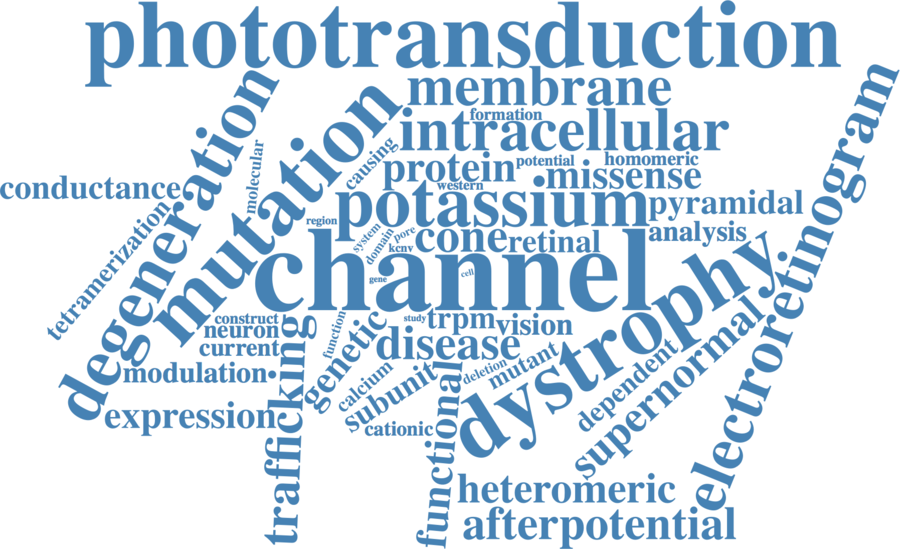 phototransduction
membrane
formation
intracellular
degeneration
mutation
electroretinogram
molecular
causing
protein
potential
homomeric
western
missense
conductance
potassium
pyramidal
tetramerization
region
system
domain
pore
kcnv
cone
retinal
analysis
channel
gene
cell
dystrophy
construct
neuron
current
modulation
•
function
genetic
study
trpm
vision
disease
trafficking
calcium
subunit
deletion
mutant
dependent
supernormal
expression
cationic
functional
heteromeric
afterpotential